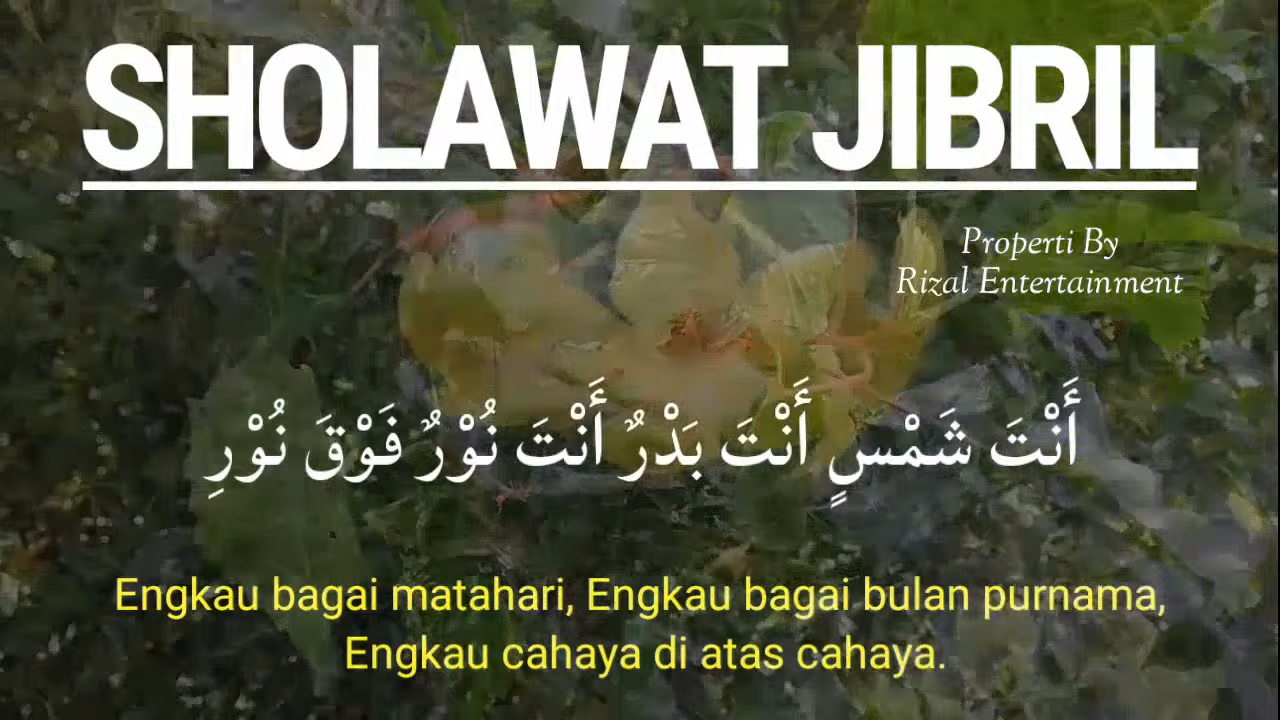 SHOLAWAT JIBRIL
Properti By
Rizal Entertainment
أَنْتَ شَمْسٍ أَنْتَ بَدْرٌ أَنْتَ نُوْرٌ فَوْقَ نُوْرِ
Engkau bagai matahari, Engkau bagai bulan purnama,
Engkau cahaya di atas cahaya.